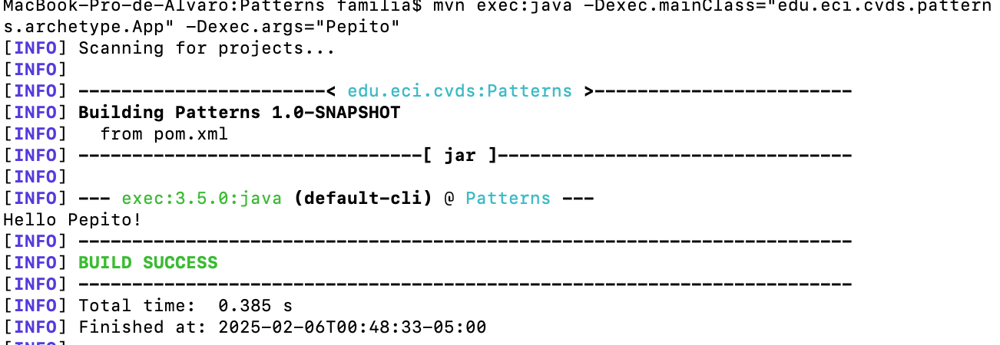 MacBook-Pro-de-Alvaro:Patterns familia$ mvn exec:java -Dexec.mainClass="edu.eci.cvds.pattern
s.archetype.App" -Dexec.args="Pepito"
[INFO] Scanning for projects...
[INFO]
[INFO] -----------------------< edu.eci.cvds:Patterns >------------------------
[INFO] Building Patterns 1.0-SNAPSHOT
[INFO]   from pom.xml
[INFO] --------------------------------[ jar ]---------------------------------
[INFO]
[INFO] --- exec:3.5.0:java (default-cli) @ Patterns ---
Hello Pepito!
[INFO] ------------------------------------------------------------------------
[INFO] BUILD SUCCESS
[INFO] ------------------------------------------------------------------------
[INFO] Total time:  0.385 s
[INFO] Finished at: 2025-02-06T00:48:33-05:00